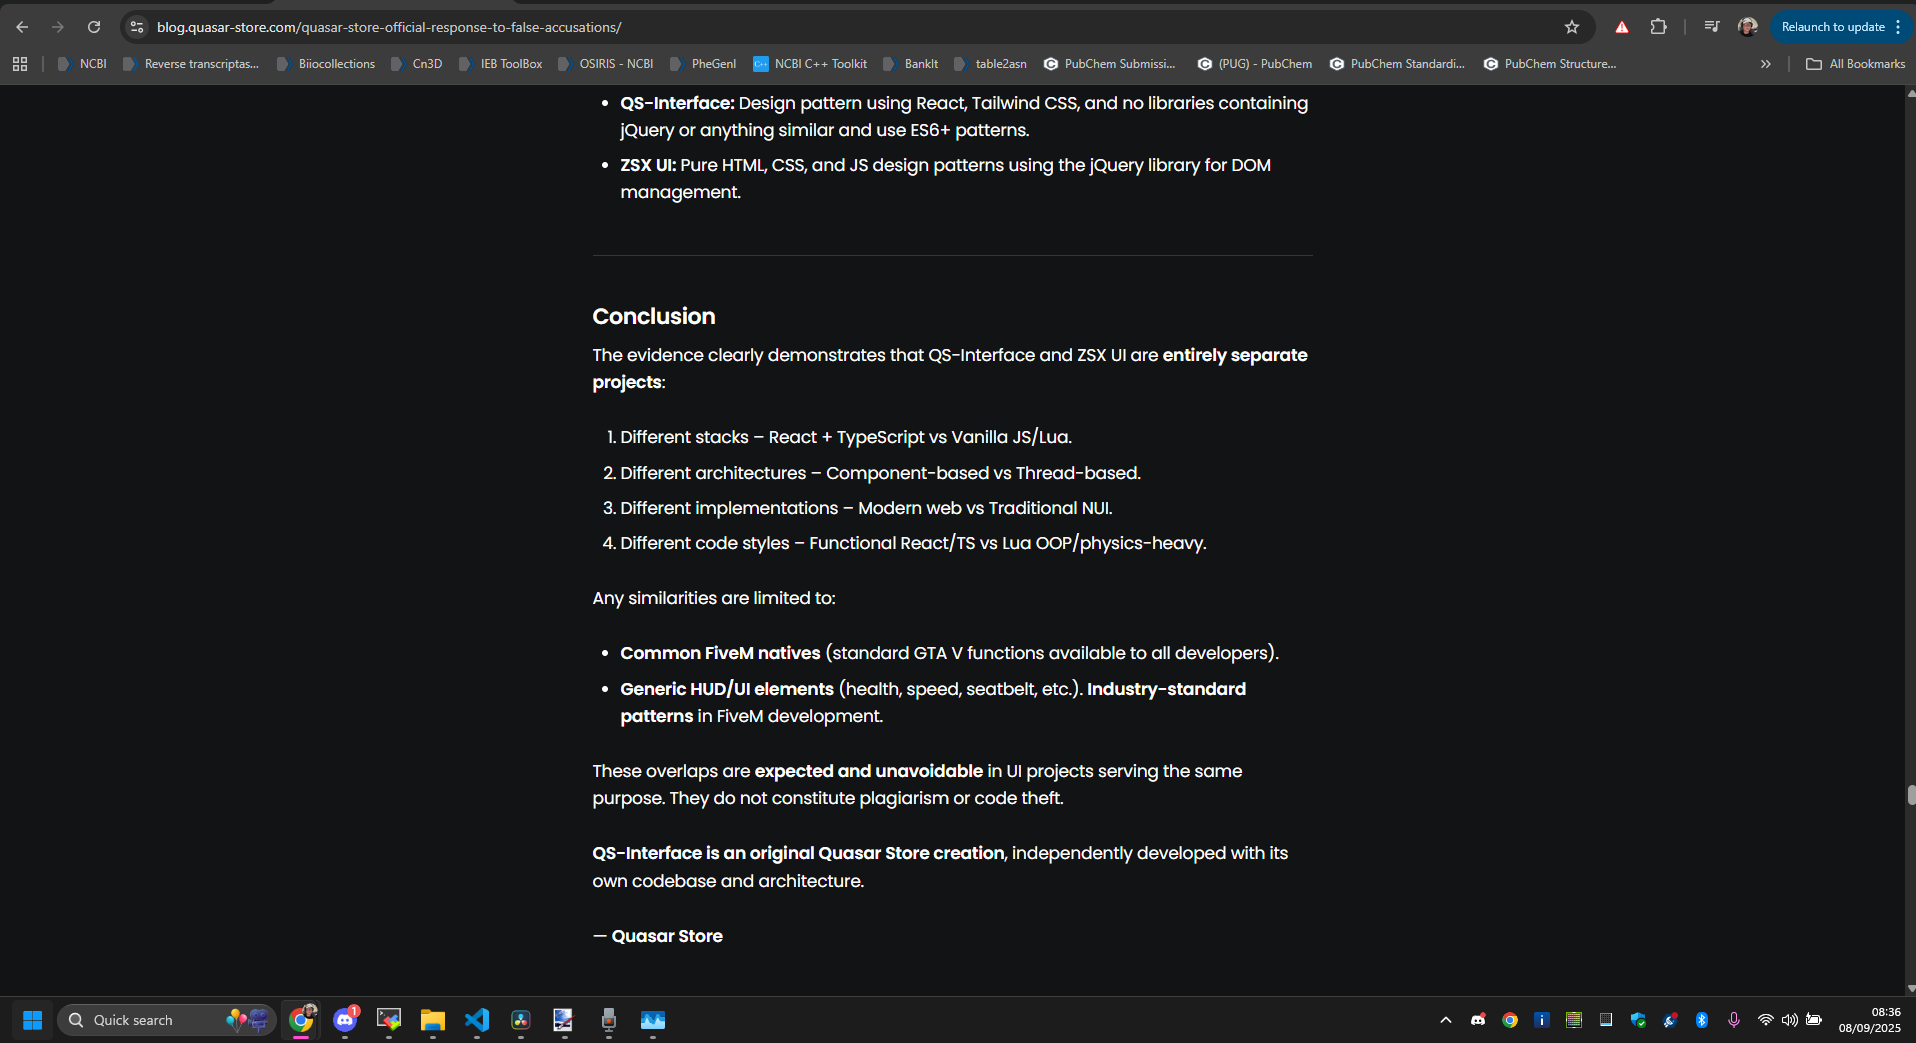 blog.quasar-store.com/quasar-store-official-response-to-false-accusations/
Relaunch to update
NCBI
Reverse transcriptas...
Biiocollections
Cn3D
IEB ToolBox
OSIRIS - NCBI
PheGenI
C++
NCBI C++ Toolkit
BankIt
table2asn
PubChem Submissi...
(PUG) - PubChem
PubChem Standardi...
PubChem Structure...
»
All Bookmarks
• QS-Interface: Design pattern using React, Tailwind CSS, and no libraries containing
jQuery or anything similar and use ES6+ patterns.
• ZSX UI: Pure HTML, CSS, and JS design patterns using the jQuery library for DOM
management.
Conclusion
The evidence clearly demonstrates that QS-Interface and ZSX UI are entirely separate
projects:
1. Different stacks – React + TypeScript vs Vanilla JS/Lua.
2. Different architectures – Component-based vs Thread-based.
3. Different implementations – Modern web vs Traditional NUI.
4. Different code styles – Functional React/TS vs Lua OOP/physics-heavy.
Any similarities are limited to:
• Common FiveM natives (standard GTA V functions available to all developers).
• Generic HUD/UI elements (health, speed, seatbelt, etc.). Industry-standard
patterns in FiveM development.
These overlaps are expected and unavoidable in UI projects serving the same
purpose. They do not constitute plagiarism or code theft.
QS-Interface is an original Quasar Store creation, independently developed with its
own codebase and architecture.
— Quasar Store
Quick search
1
08:36
08/09/2025